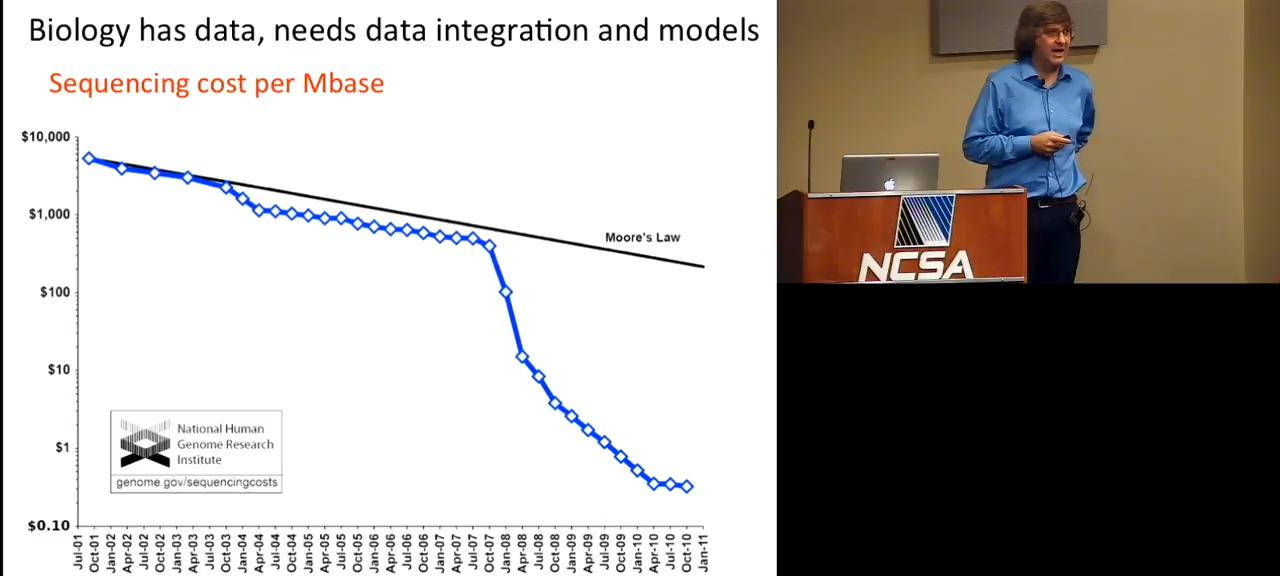 Biology has data, needs data integration and models
Sequencing cost per Mbase
$10,000
$1,000
$100
$10
$1
$0.10
Moore's Law
National Human
Genome Research
Institute
genome.gov/sequencingcosts
Jul-01
Oct-01
Jan-02
Apr-02
Jul-02
Oct-02
Jan-03
Apr-03
Jul-03
Oct-03
Jan-04
Apr-04
Jul-04
Oct-04
Jan-05
Apr-05
Jul-05
Oct-05
Jan-06
Apr-06
Jul-06
Oct-06
Jan-07
Apr-07
Jul-07
Oct-07
Jan-08
Apr-08
Jul-08
Oct-08
Jan-09
Apr-09
Jul-09
Oct-09
Jan-10
Apr-10
Jul-10
Oct-10
Jan-11
NCSA